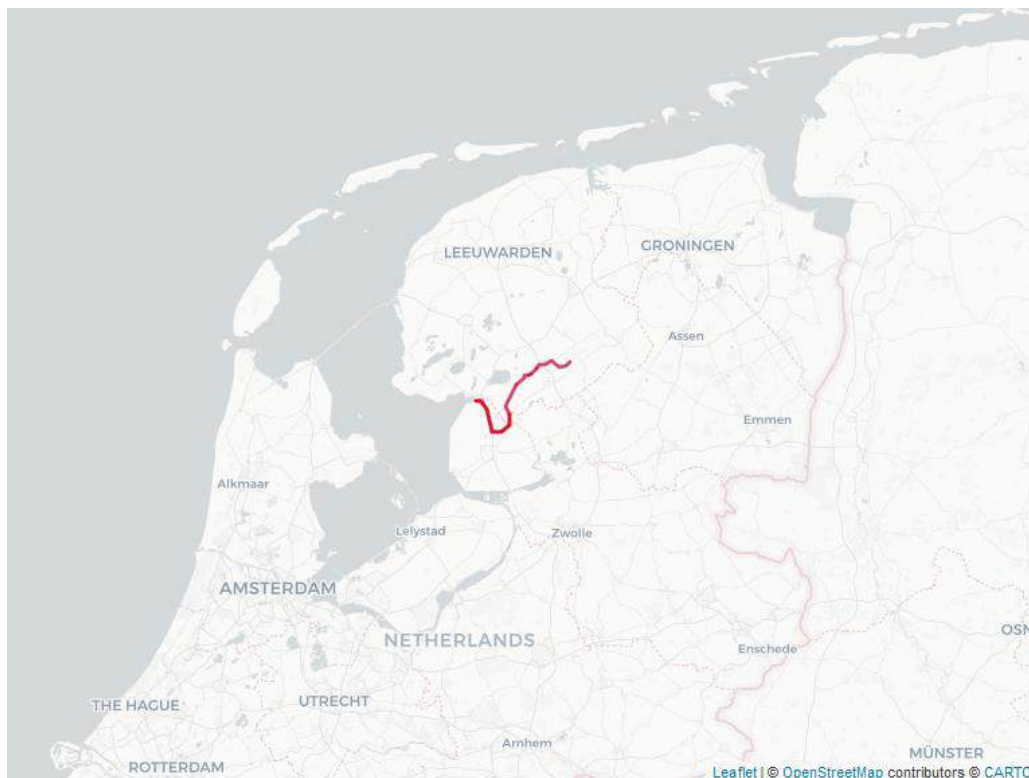 LEEUWARDEN
GRONINGEN
Assen
Emmen
Alkmaar
Lelystad
Zwolle
AMSTERDAM
NETHERLANDS
OSN
Enschede
THE HAGUE
UTRECHT
Arnhem
MÜNSTER
ROTTERDAM
Leaflet | © OpenStreetMap contributors © CARTO